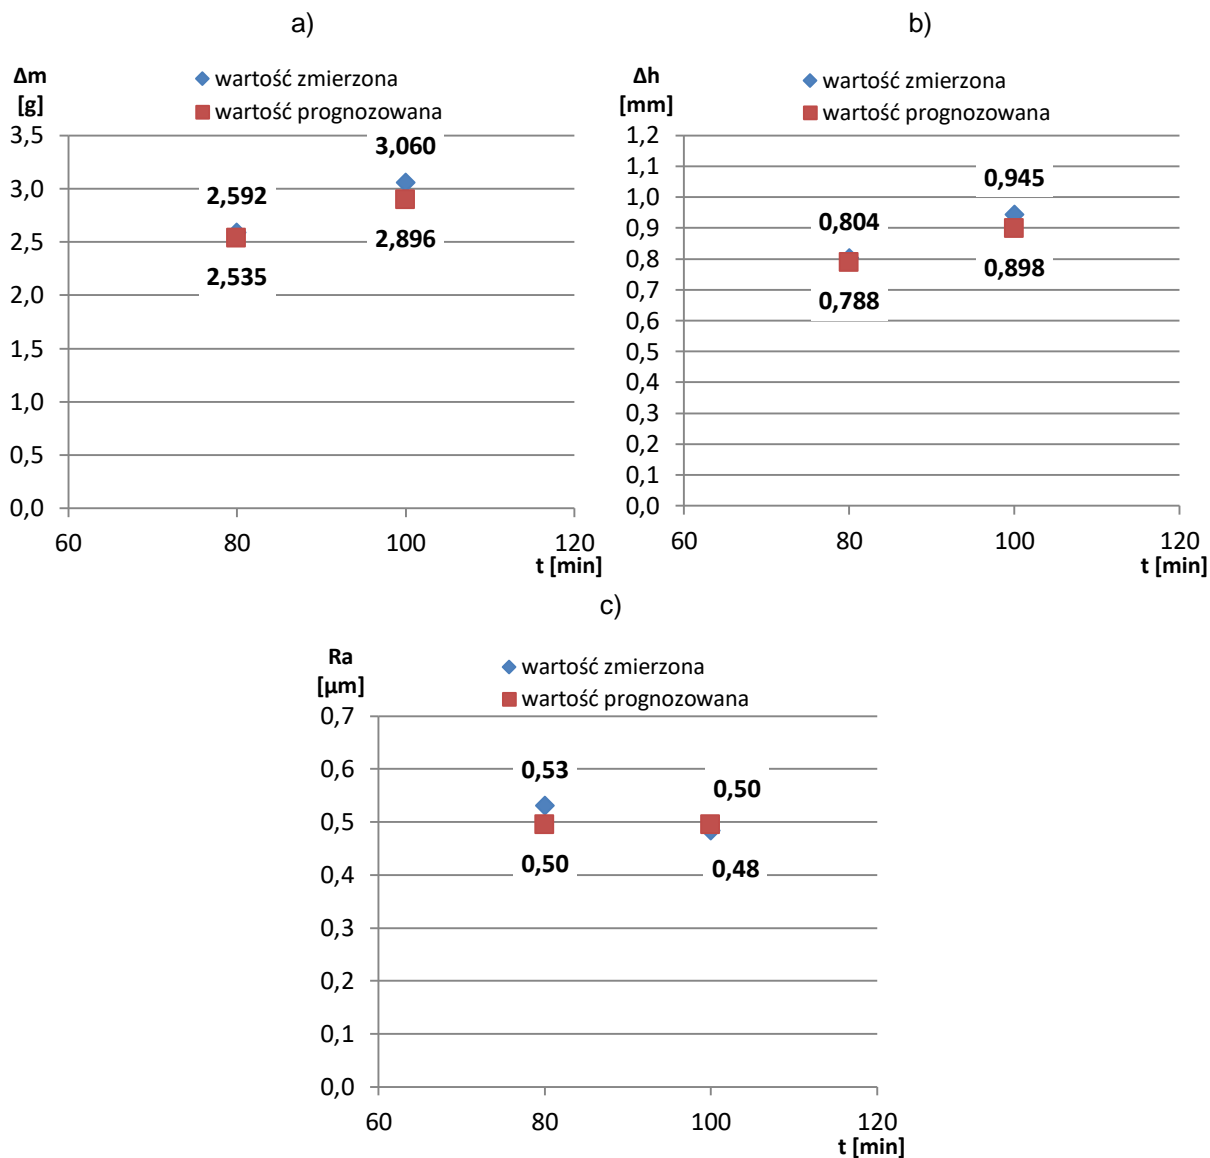 a)
Δm
[g]
wartość zmierzona
wartość prognozowana
3,5
3,0
2,5
2,0
1,5
1,0
0,5
0,0
3,060
2,592
2,896
2,535
60
80
100
120
t [min]
b)
Δh
[mm]
wartość zmierzona
wartość prognozowana
1,2
1,1
1,0
0,9
0,8
0,7
0,6
0,5
0,4
0,3
0,2
0,1
0,0
0,945
0,804
0,898
0,788
60
80
100
120
t [min]
c)
Ra
[µm]
wartość zmierzona
wartość prognozowana
0,7
0,6
0,5
0,4
0,3
0,2
0,1
0,0
0,53
0,50
0,50
0,48
60
80
100
120
t [min]